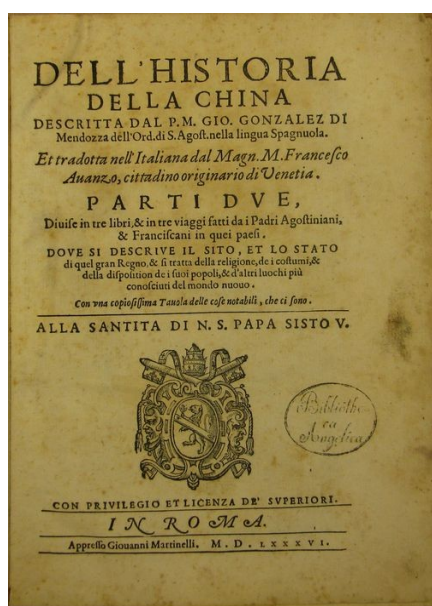 DELL'HISTORIA
DELLA CHINA
DESCRITTA DAL P.M. GIO. GONZALEZ DI
Mendozza dell'Ord. di S. Agost. nella lingua Spagnuola.
Et tradotta nell'Italiana dal Magn. M. Francesco
Auanzo, cittadino originario di Venetia.
PARTI DVE,
Diuise in tre libri, & in tre viaggi fatti da i Padri Agostiniani,
& Franciscani in quei paesi.
DOVE SI DESCRIVE IL SITO, ET LO STATO
di quel gran Regno, & si tratta della religione, de i costumi, &
della disposition de i suoi popoli, & d'altri luochi più
conosciuti del mondo nuouo.
Con vna copiosissima Tauola delle cose notabili, che ci sono.
ALLA SANTITA DI N. S. PAPA SISTO V.
Bibliothe
ca
Angelica
CON PRIVILEGIO ET LICENZA DE' SVPERIORI.
IN ROMA.
Appresso Giouanni Martinelli. M. D. LXXXVI.